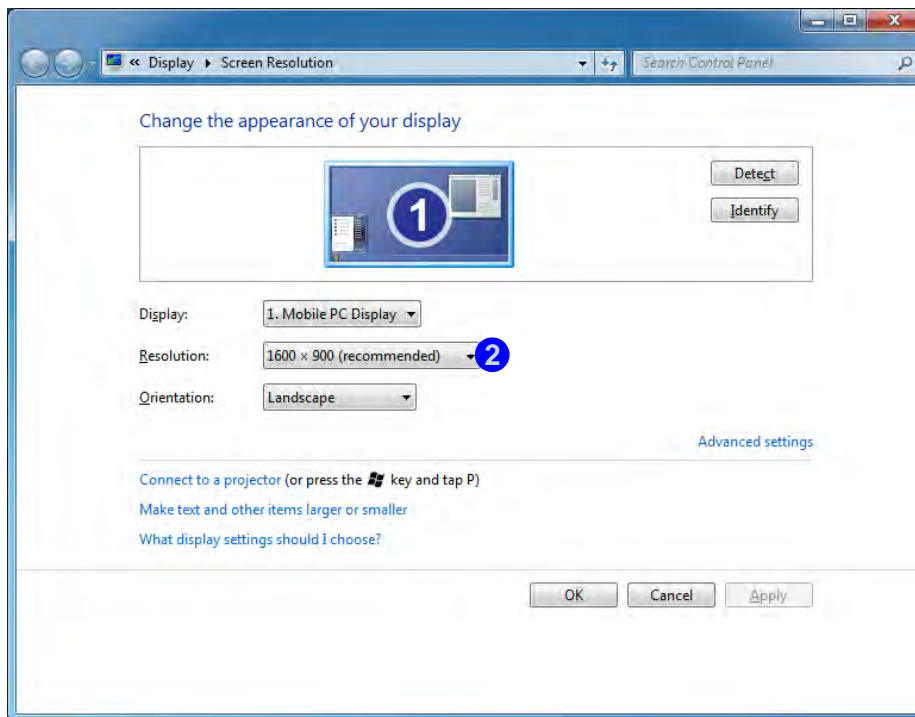 « Display ▸ Screen Resolution
Search Control Panel
Change the appearance of your display
1
Detect
Identify
Display: 1. Mobile PC Display
Resolution: 1600 × 900 (recommended) 2
Orientation: Landscape
Advanced settings
Connect to a projector (or press the key and tap P)
Make text and other items larger or smaller
What display settings should I choose?
OK Cancel Apply